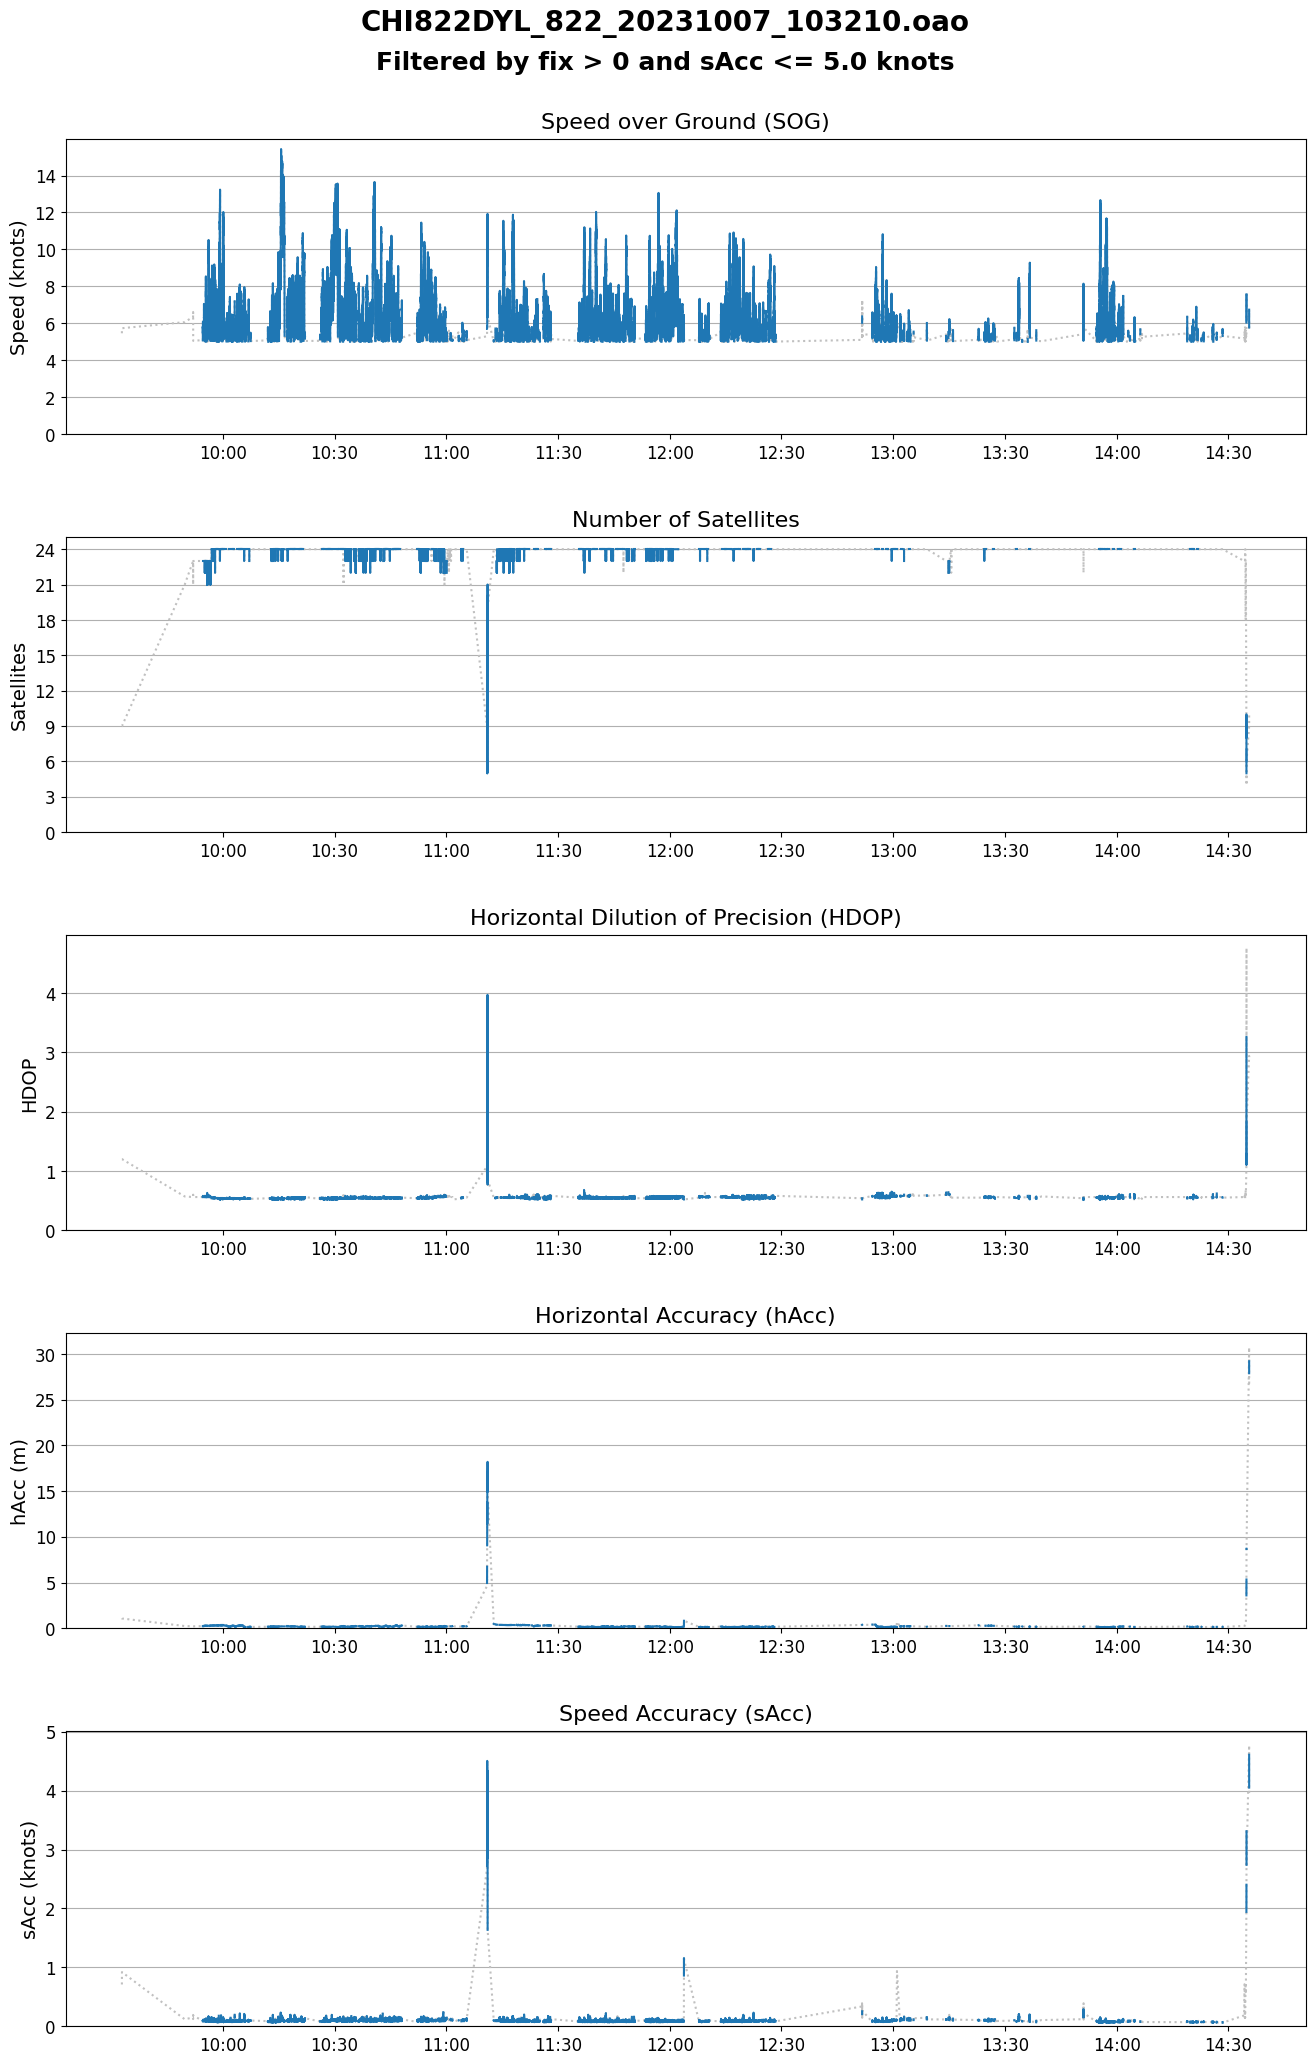 CHI822DYL_822_20231007_103210.oao
Filtered by fix > 0 and sAcc <= 5.0 knots
Speed over Ground (SOG)
Speed (knots)
14
12
10
8
6
4
2
0
10:00 10:30 11:00 11:30 12:00 12:30 13:00 13:30 14:00 14:30
Number of Satellites
Satellites
24
21
18
15
12
9
6
3
0
10:00 10:30 11:00 11:30 12:00 12:30 13:00 13:30 14:00 14:30
Horizontal Dilution of Precision (HDOP)
HDOP
4
3
2
1
0
10:00 10:30 11:00 11:30 12:00 12:30 13:00 13:30 14:00 14:30
Horizontal Accuracy (hAcc)
hAcc (m)
30
25
20
15
10
5
0
10:00 10:30 11:00 11:30 12:00 12:30 13:00 13:30 14:00 14:30
Speed Accuracy (sAcc)
sAcc (knots)
5
4
3
2
1
0
10:00 10:30 11:00 11:30 12:00 12:30 13:00 13:30 14:00 14:30